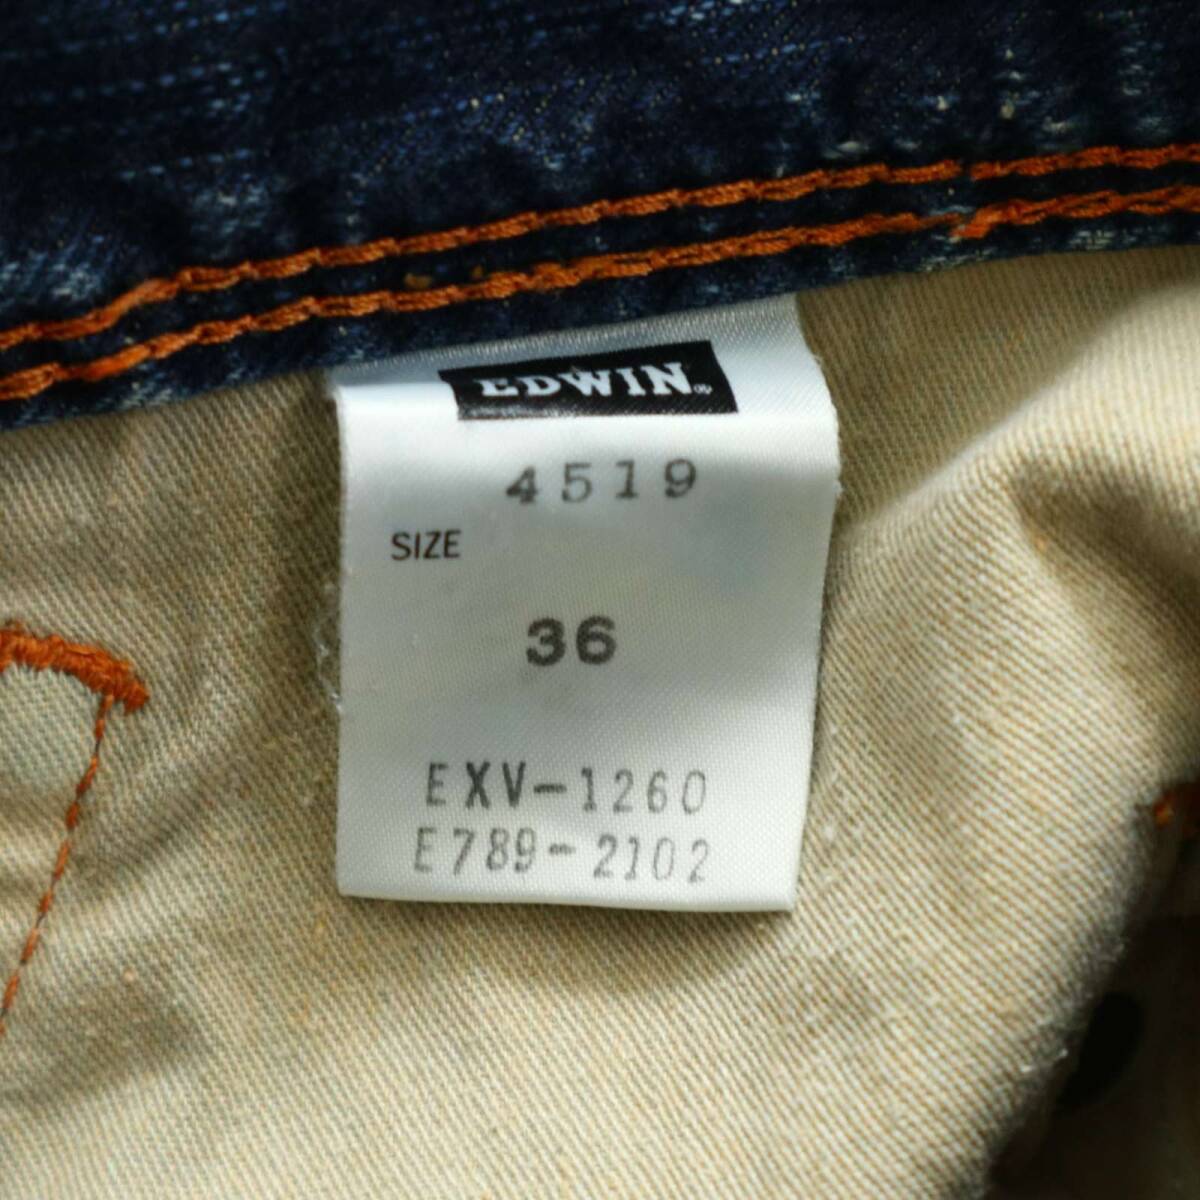 EDWIN®
4519
SIZE
36
EXV-1260
E789-2102